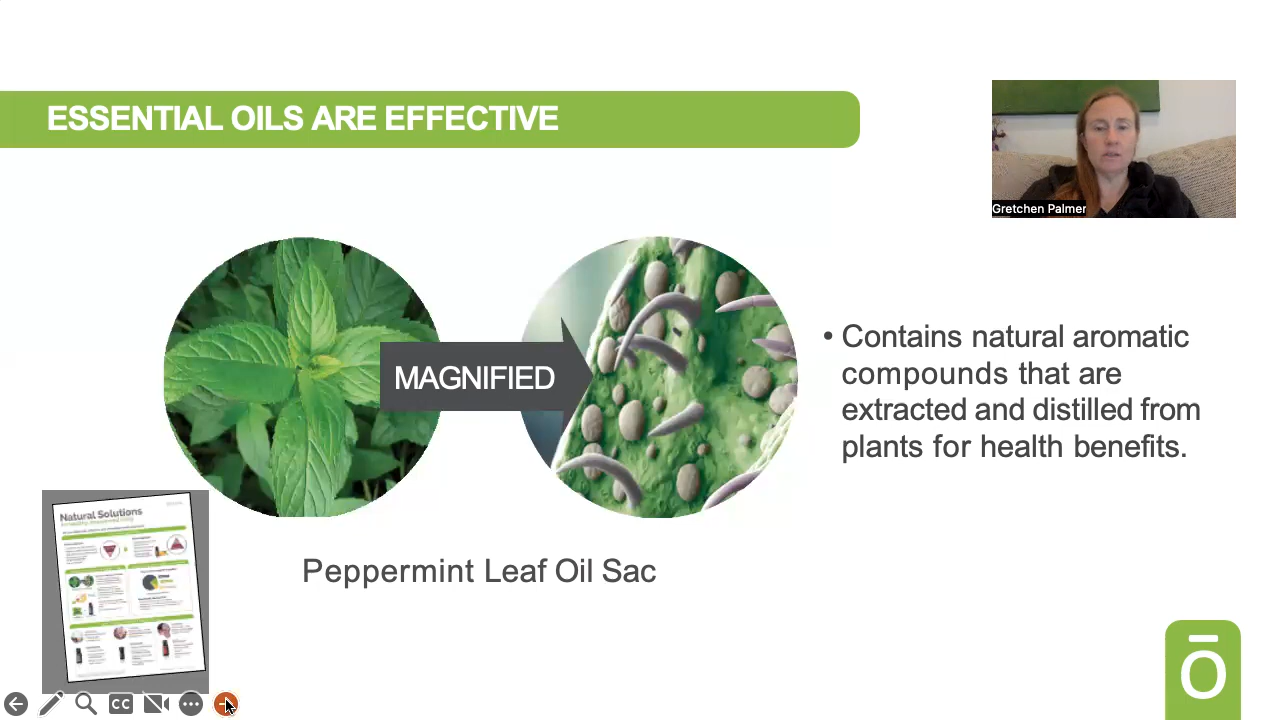 ESSENTIAL OILS ARE EFFECTIVE
Gretchen Palmer
MAGNIFIED
• Contains natural aromatic
compounds that are
extracted and distilled from
plants for health benefits.
Peppermint Leaf Oil Sac
Natural Solutions
CC
ō